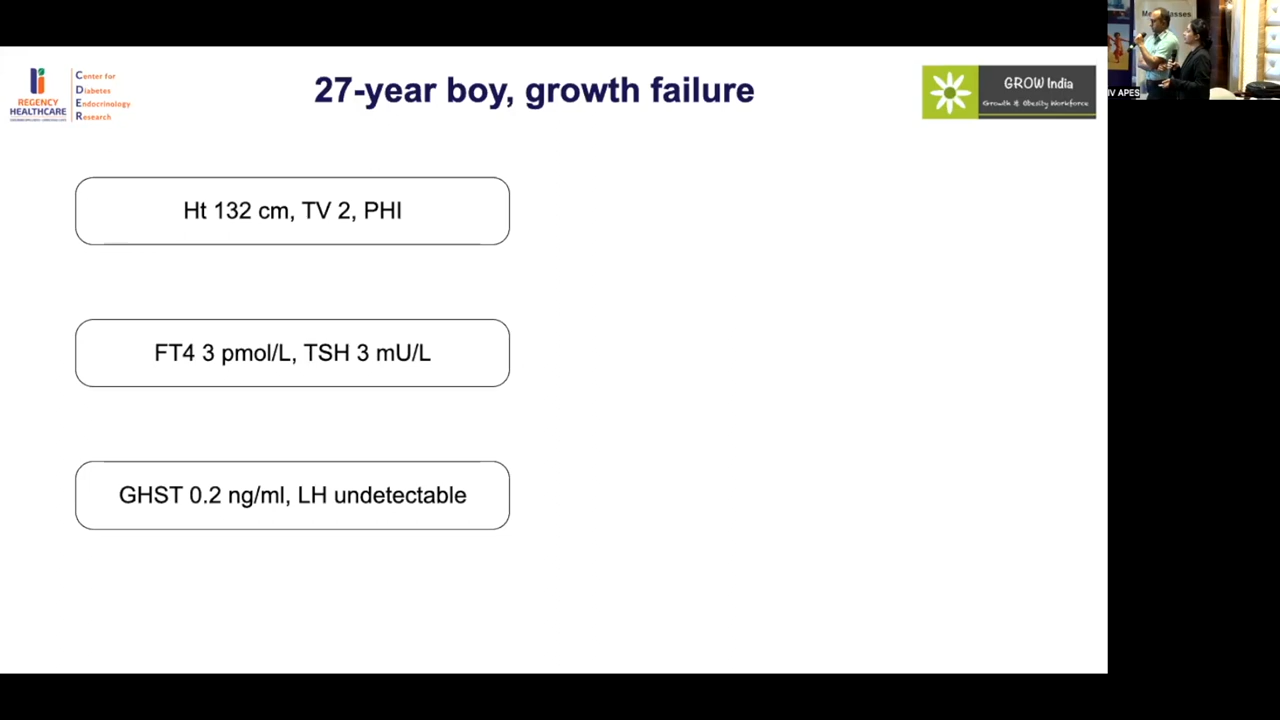 REGENCY
HEALTHCARE
Center for
Diabetes
Endocrinology
Research
27-year boy, growth failure
GROW India
Growth & Obesity Workforce
IV APES
Ht 132 cm, TV 2, PHI
FT4 3 pmol/L, TSH 3 mU/L
GHST 0.2 ng/ml, LH undetectable